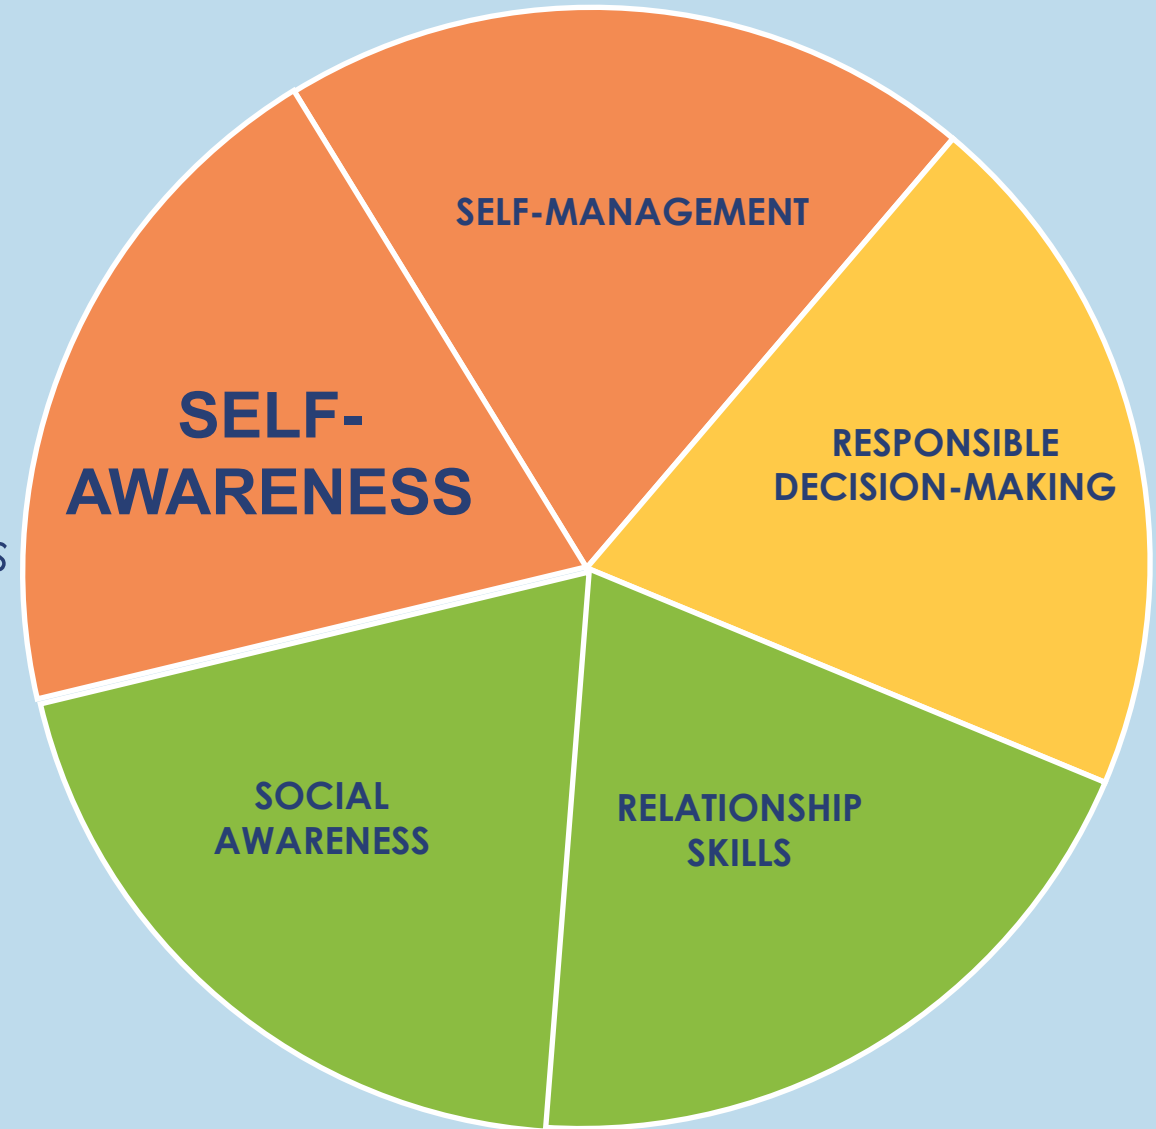 SELF-MANAGEMENT
SELF-
AWARENESS
RESPONSIBLE
DECISION-MAKING
S
SOCIAL
AWARENESS
RELATIONSHIP
SKILLS